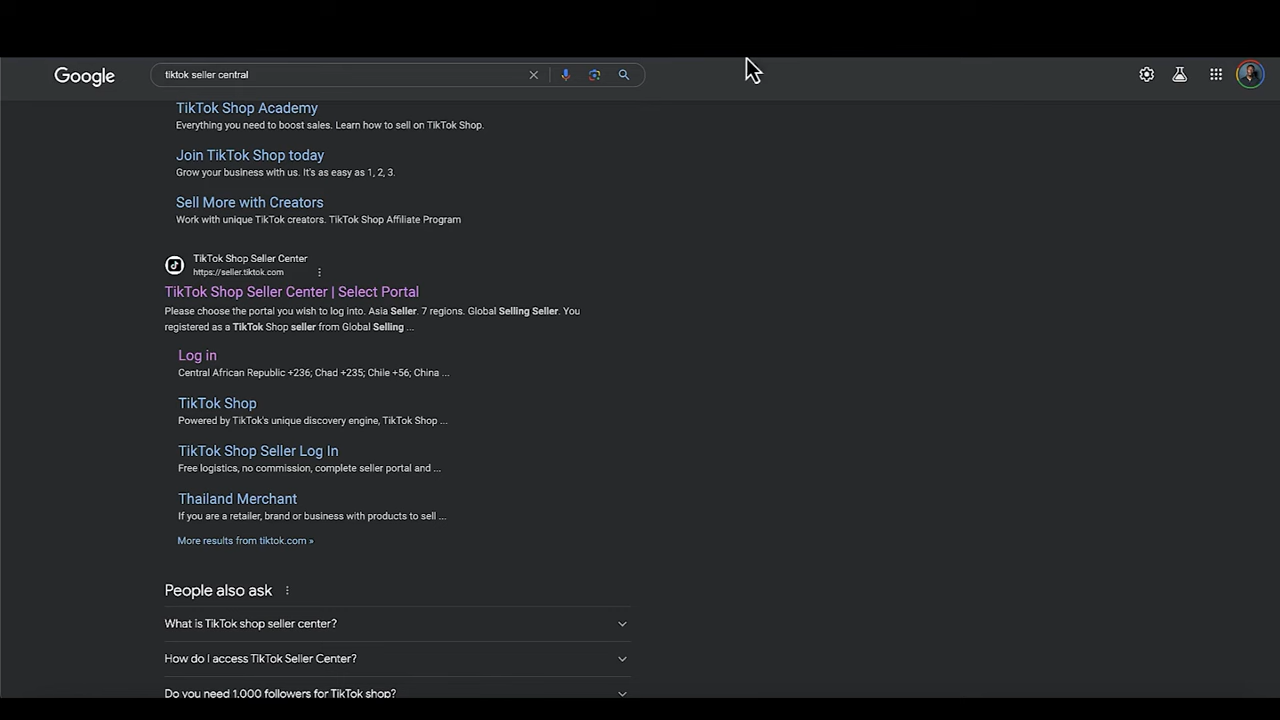 Google
tiktok seller central
TikTok Shop Academy
Everything you need to boost sales. Learn how to sell on TikTok Shop.
Join TikTok Shop today
Grow your business with us. It's as easy as 1, 2, 3.
Sell More with Creators
Work with unique TikTok creators. TikTok Shop Affiliate Program
TikTok Shop Seller Center
https://seller.tiktok.com
TikTok Shop Seller Center | Select Portal
Please choose the portal you wish to log into. Asia Seller. 7 regions. Global Selling Seller. You
registered as a TikTok Shop seller from Global Selling ...
Log in
Central African Republic +236; Chad +235; Chile +56; China ...
TikTok Shop
Powered by TikTok's unique discovery engine, TikTok Shop ...
TikTok Shop Seller Log In
Free logistics, no commission, complete seller portal and ...
Thailand Merchant
If you are a retailer, brand or business with products to sell ...
More results from tiktok.com »
People also ask
What is TikTok shop seller center?
How do I access TikTok Seller Center?
Do you need 1,000 followers for TikTok shop?